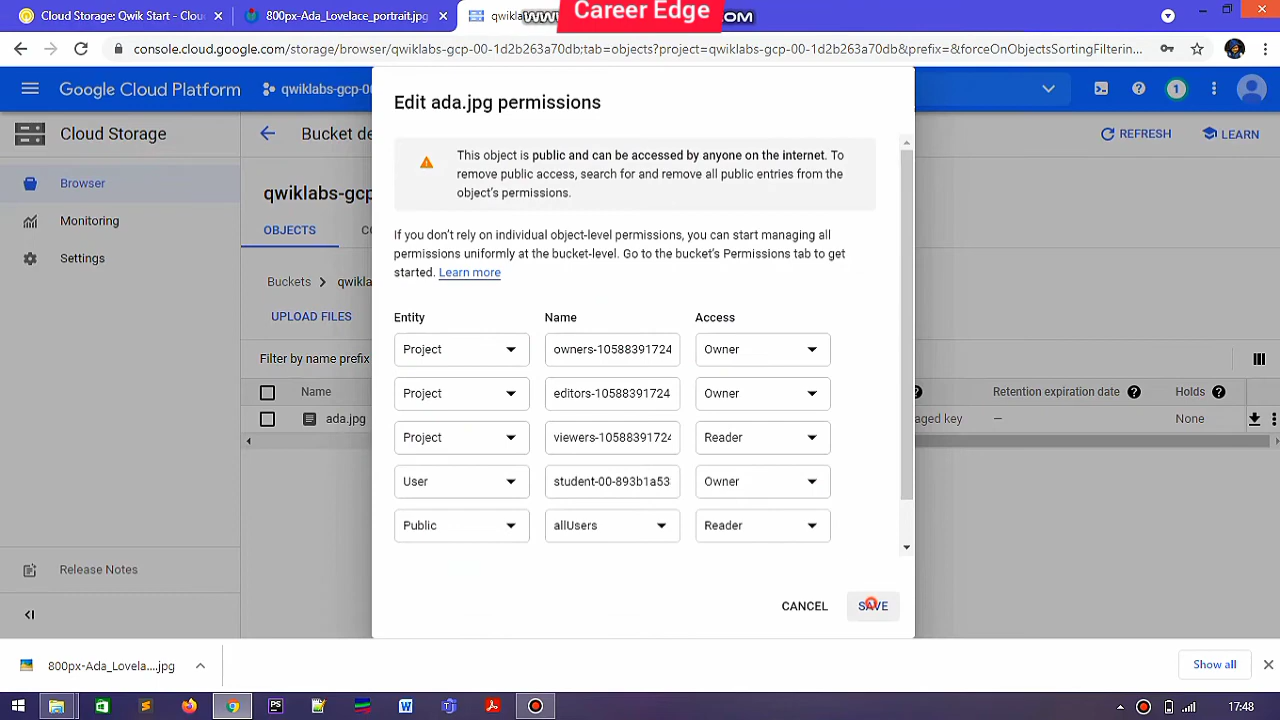 Cloud Storage: Qwik Start - Clou
800px-Ada_Lovelace_portrait.jpg
qwikla
Career Edge
console.cloud.google.com/storage/browser/qwiklabs-gcp-00-1d2b263a70db;tab=objects?project=qwiklabs-gcp-00-1d2b263a70db&prefix=&forceOnObjectsSortingFilterin...
Google Cloud Platform
qwiklabs-gcp-0
1
Cloud Storage
Bucket de
REFRESH
LEARN
Browser
Monitoring
Settings
qwiklabs-gcp
OBJECTS
CO
Buckets
qwikla
UPLOAD FILES
Filter by name prefix
Name
Retention expiration date
Holds
ada.jpg
aged key
—
None
Release Notes
Edit ada.jpg permissions
This object is public and can be accessed by anyone on the internet. To
remove public access, search for and remove all public entries from the
object's permissions.
If you don't rely on individual object-level permissions, you can start managing all
permissions uniformly at the bucket-level. Go to the bucket's Permissions tab to get
started. Learn more
Entity Name Access
Project owners-10588391724 Owner
Project editors-10588391724 Owner
Project viewers-10588391724 Reader
User student-00-893b1a53 Owner
Public allUsers Reader
CANCEL SAVE
800px-Ada_Lovela....jpg
Show all
17:48